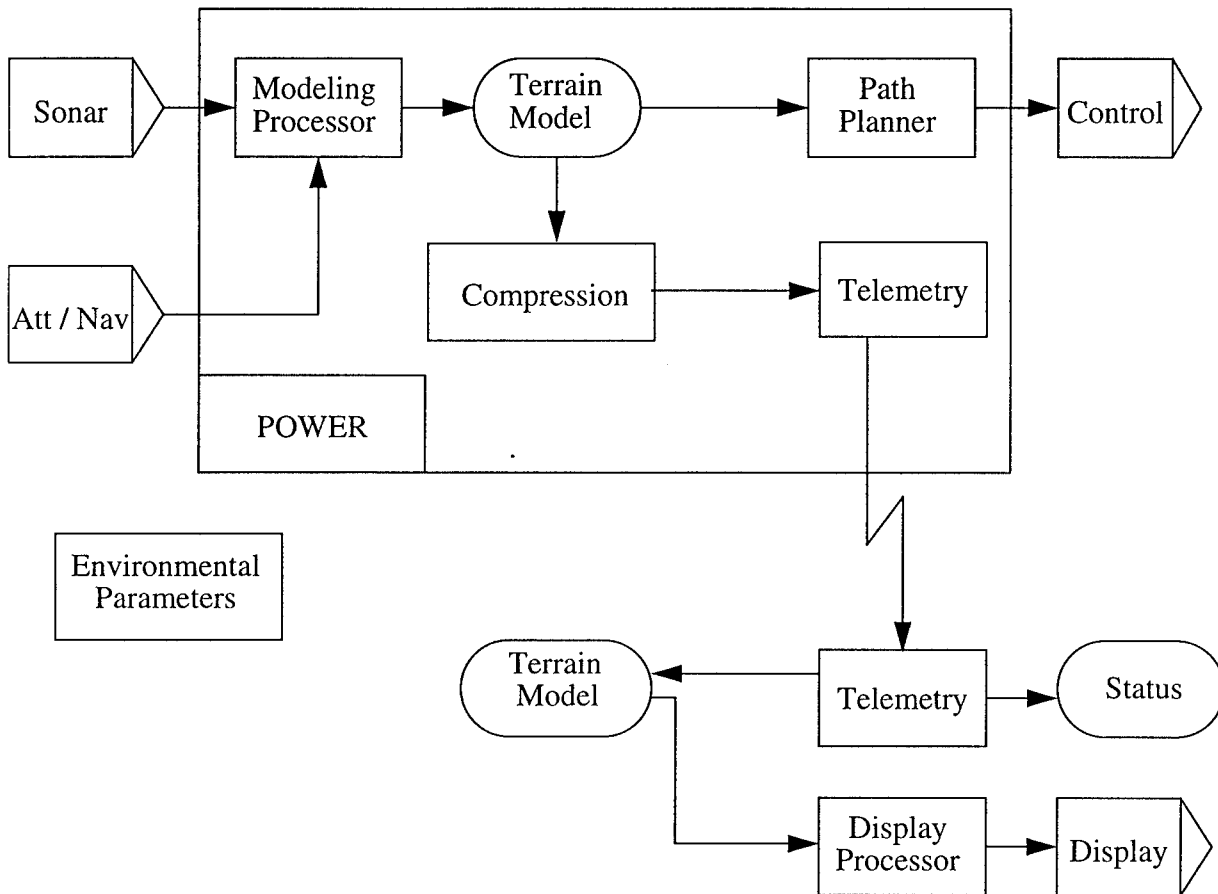 Sonar
Modeling
Processor
Terrain
Model
Path
Planner
Control
Att / Nav
Compression
Telemetry
POWER
Environmental
Parameters
Terrain
Model
Telemetry
Status
Display
Processor
Display